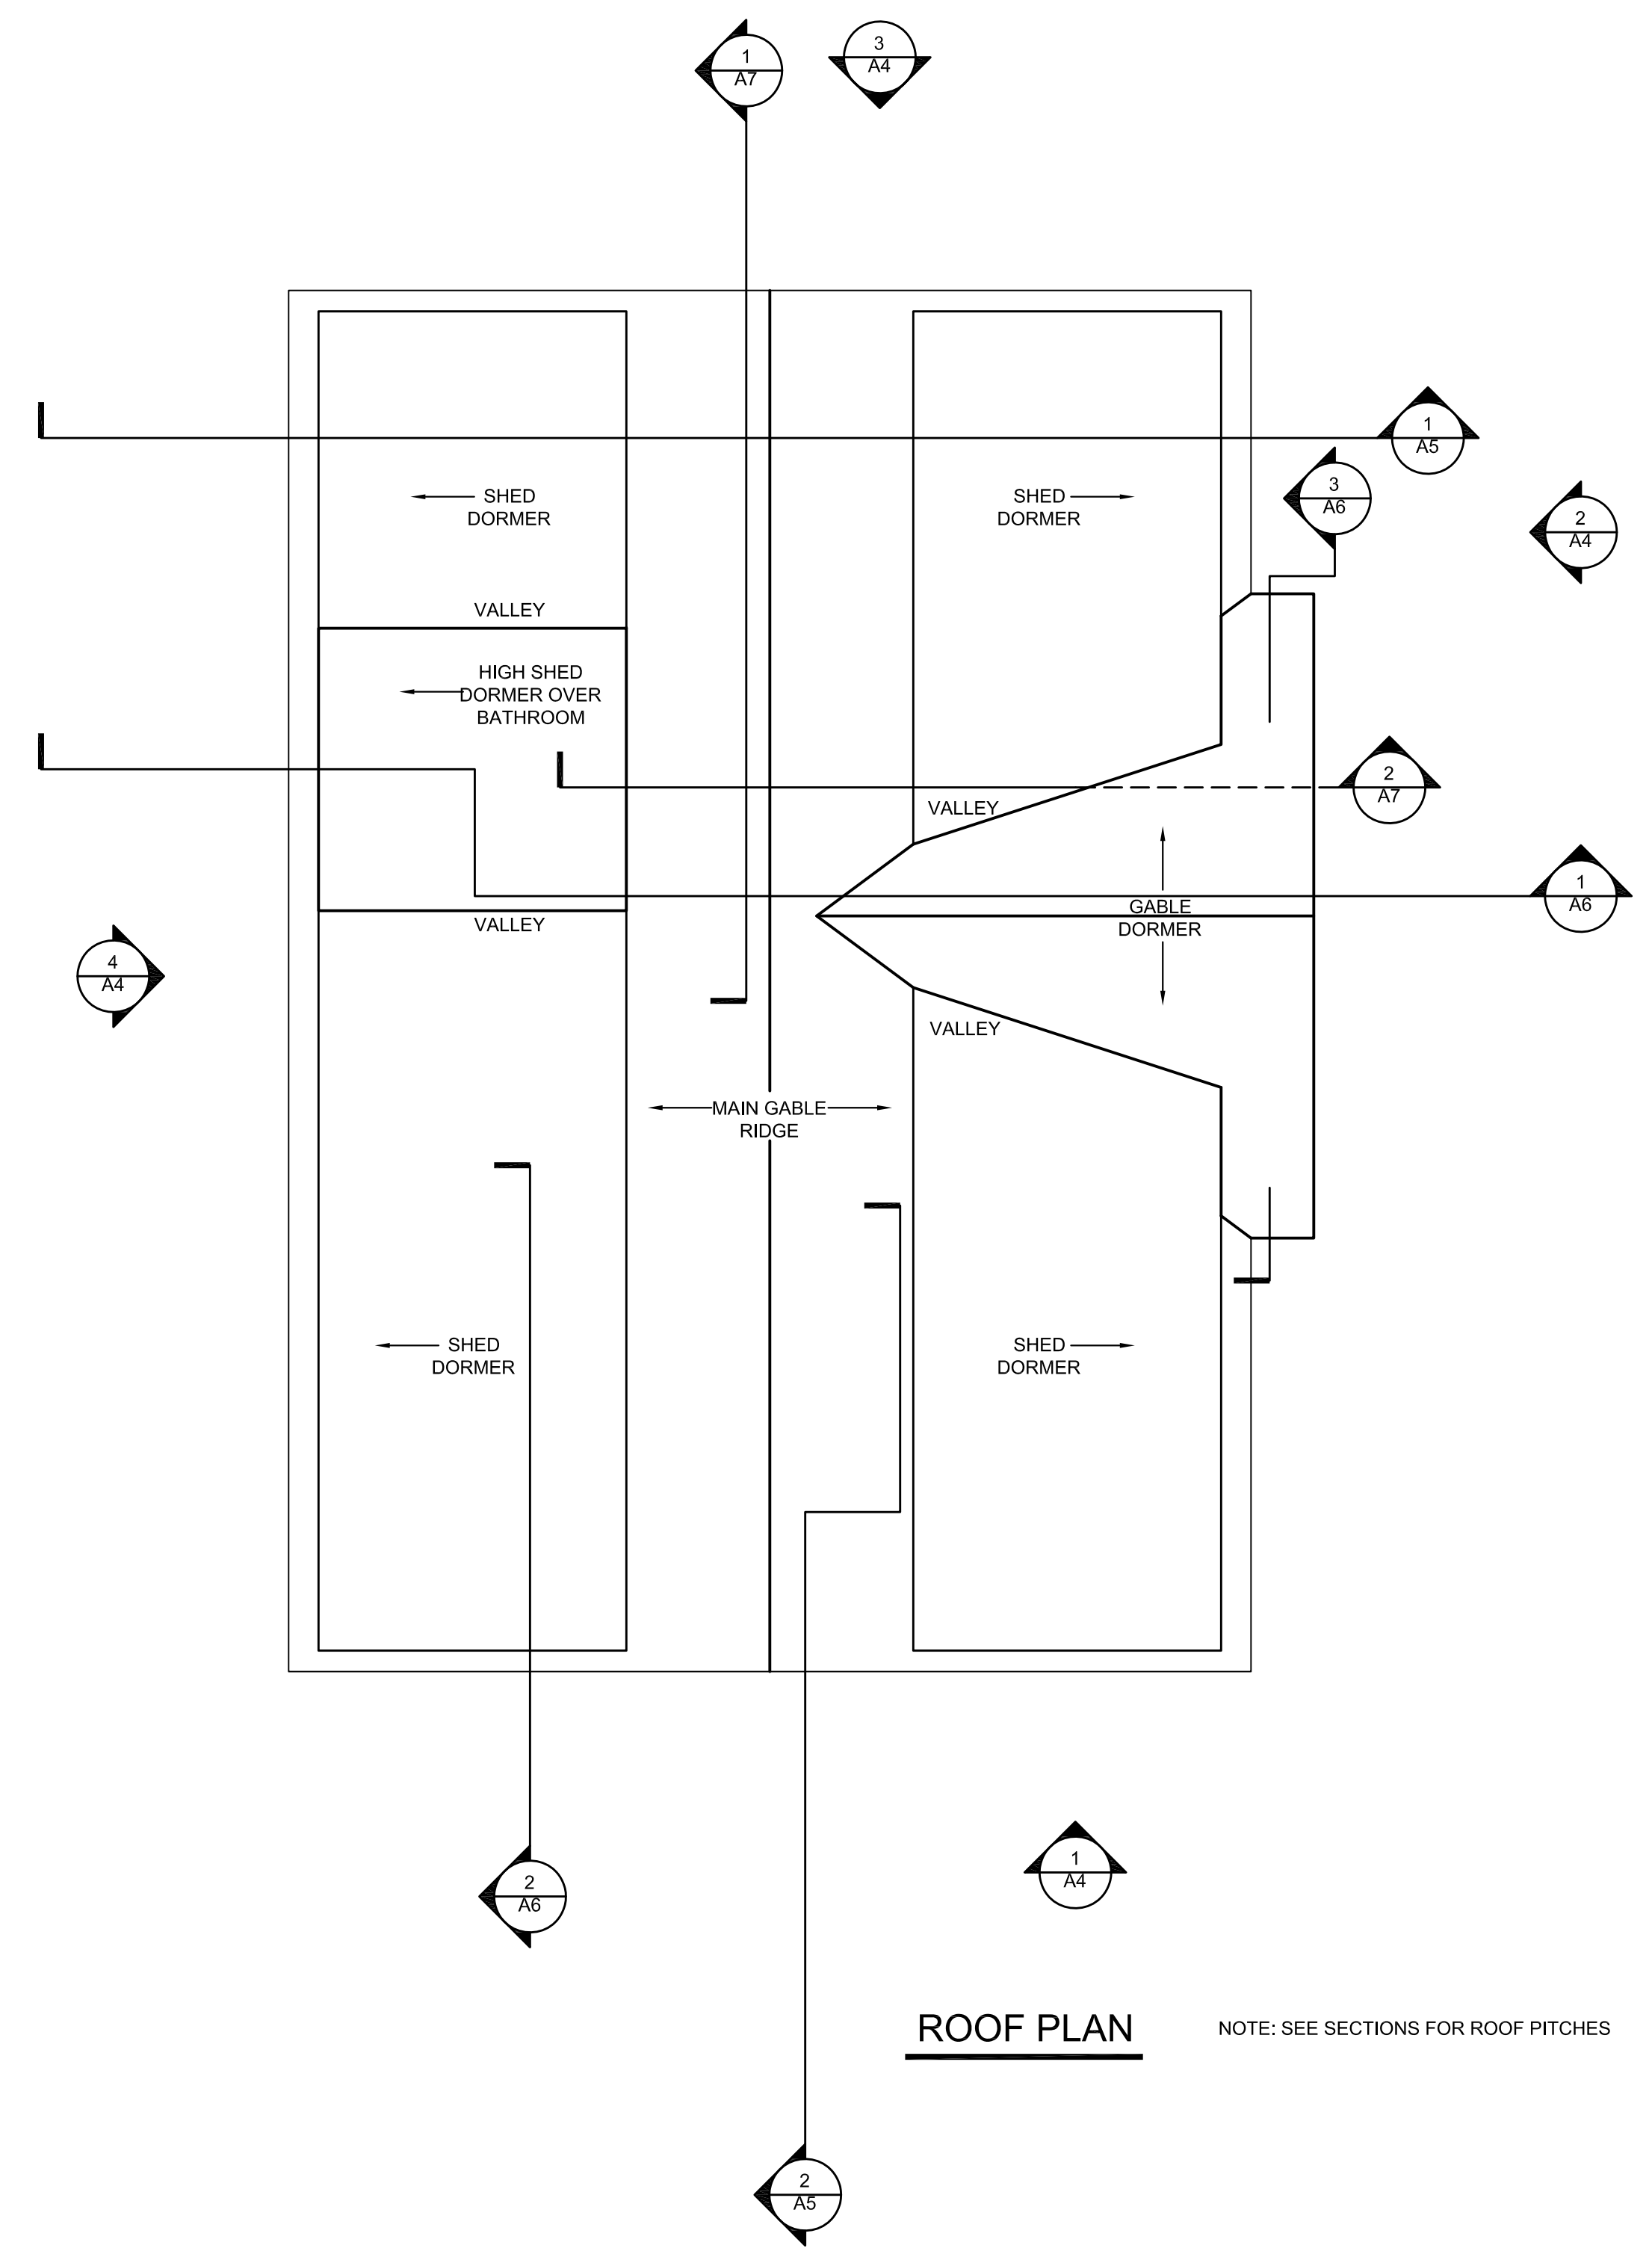 1
A7
3
A4
1
A5
3
A6
2
A4
SHED
DORMER
SHED
DORMER
VALLEY
HIGH SHED
DORMER OVER
BATHROOM
2
A7
VALLEY
1
A6
GABLE
DORMER
VALLEY
4
A4
VALLEY
MAIN GABLE
RIDGE
SHED
DORMER
SHED
DORMER
1
A4
2
A6
ROOF PLAN
NOTE: SEE SECTIONS FOR ROOF PITCHES
2
A5